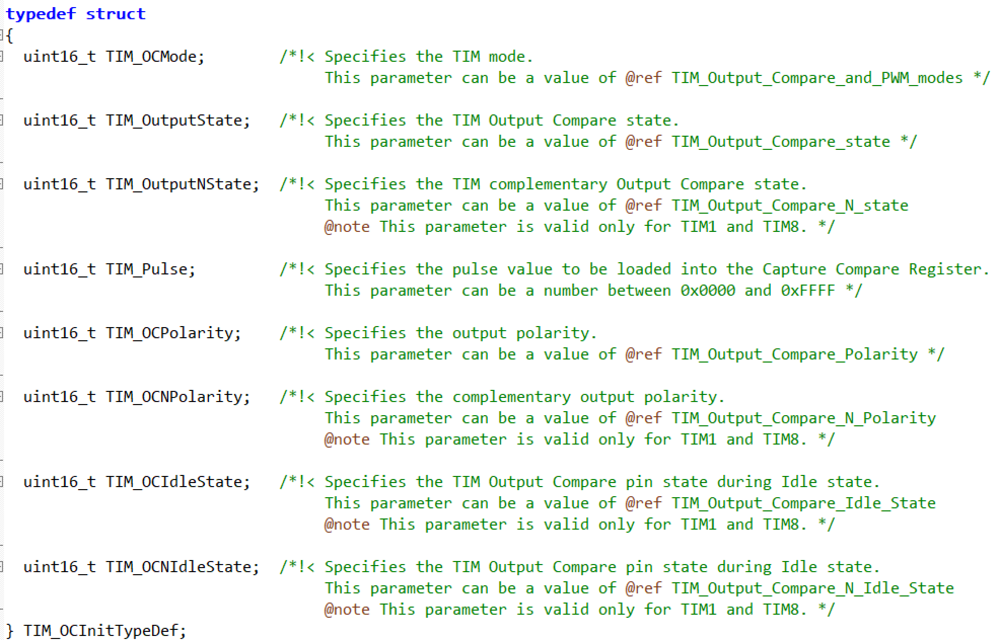 typedef struct
{
uint16_t TIM_OCMode; /*!< Specifies the TIM mode.
This parameter can be a value of @ref TIM_Output_Compare_and_PWM_modes */
uint16_t TIM_OutputState; /*!< Specifies the TIM Output Compare state.
This parameter can be a value of @ref TIM_Output_Compare_state */
uint16_t TIM_OutputNState; /*!< Specifies the TIM complementary Output Compare state.
This parameter can be a value of @ref TIM_Output_Compare_N_state
@note This parameter is valid only for TIM1 and TIM8. */
uint16_t TIM_Pulse; /*!< Specifies the pulse value to be loaded into the Capture Compare Register.
This parameter can be a number between 0x0000 and 0xFFFF */
uint16_t TIM_OCPolarity; /*!< Specifies the output polarity.
This parameter can be a value of @ref TIM_Output_Compare_Polarity */
uint16_t TIM_OCNPolarity; /*!< Specifies the complementary output polarity.
This parameter can be a value of @ref TIM_Output_Compare_N_Polarity
@note This parameter is valid only for TIM1 and TIM8. */
uint16_t TIM_OCIdleState; /*!< Specifies the TIM Output Compare pin state during Idle state.
This parameter can be a value of @ref TIM_Output_Compare_Idle_State
@note This parameter is valid only for TIM1 and TIM8. */
uint16_t TIM_OCNIdleState; /*!< Specifies the TIM Output Compare pin state during Idle state.
This parameter can be a value of @ref TIM_Output_Compare_N_Idle_State
@note This parameter is valid only for TIM1 and TIM8. */
} TIM_OCInitTypeDef;